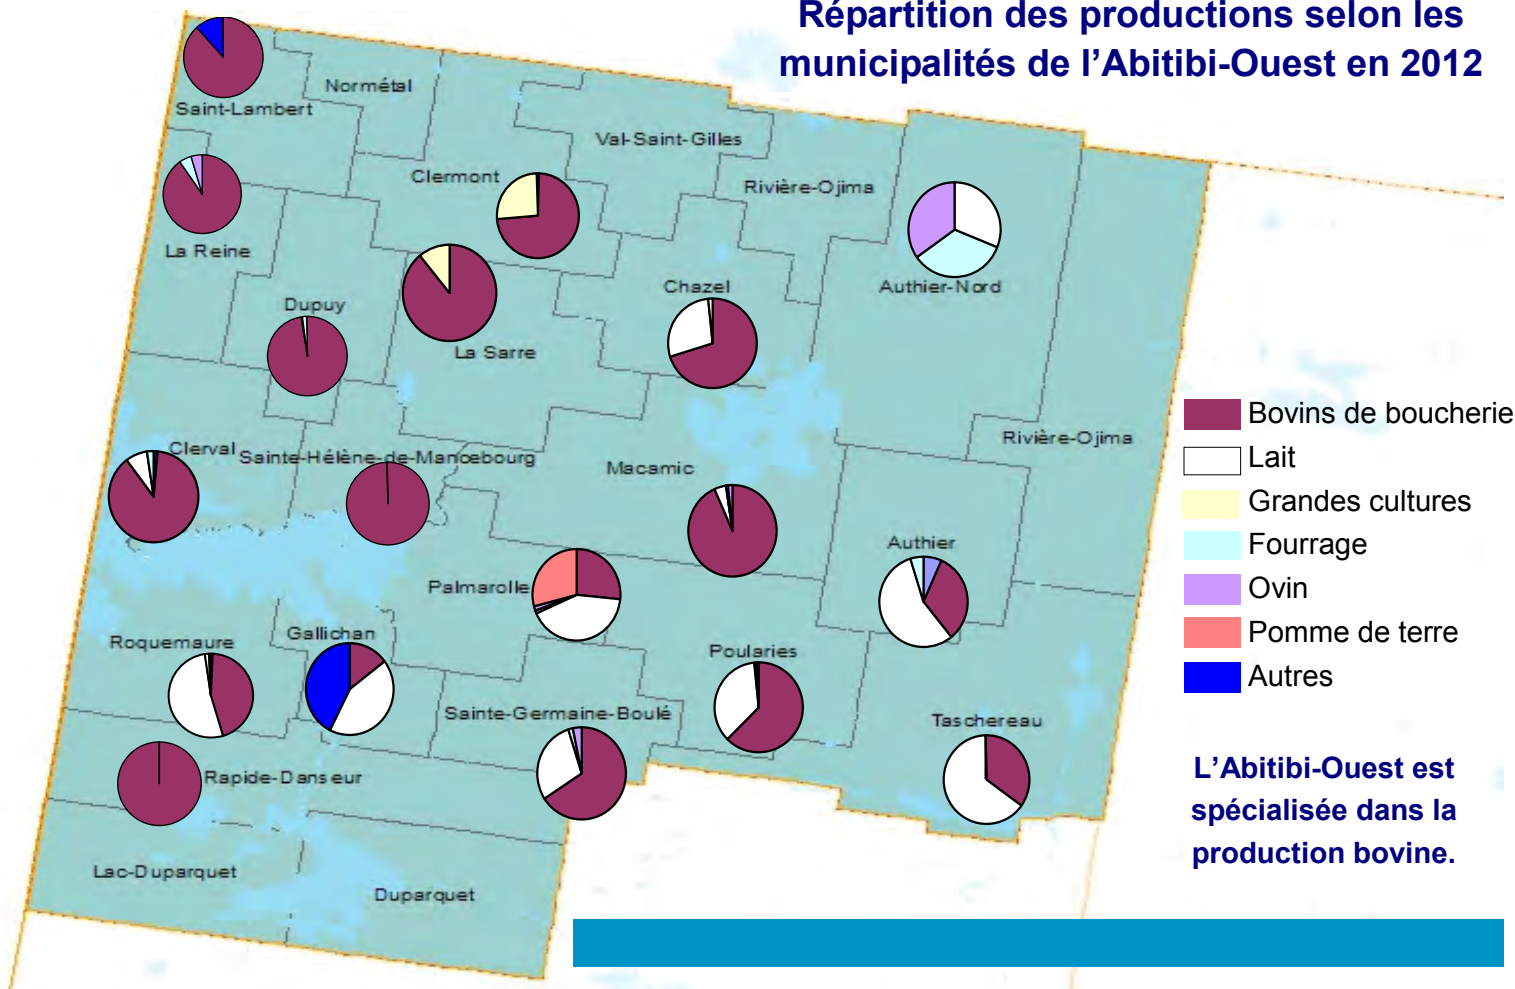 Répartition des productions selon les
municipalités de l'Abitibi-Ouest en 2012
Normétal
Saint-Lambert
Val-Saint-Gilles
Clermont
Rivière-Ojima
La Reine
Chazel
Authier-Nord
Dupuy
La Sarre
Bovins de boucherie
Lait
Grandes cultures
Fourrage
Ovin
Pomme de terre
Autres
Rivière-Ojima
Clerval
Sainte-Hélène-de-Mancebourg
Macamic
Authier
Palmarolle
Roquemaure
Gallichan
Poularies
Sainte-Germaine-Boulé
Taschereau
Rapide-Danseur
L'Abitibi-Ouest est
spécialisée dans la
production bovine.
Lac-Duparquet
Duparquet